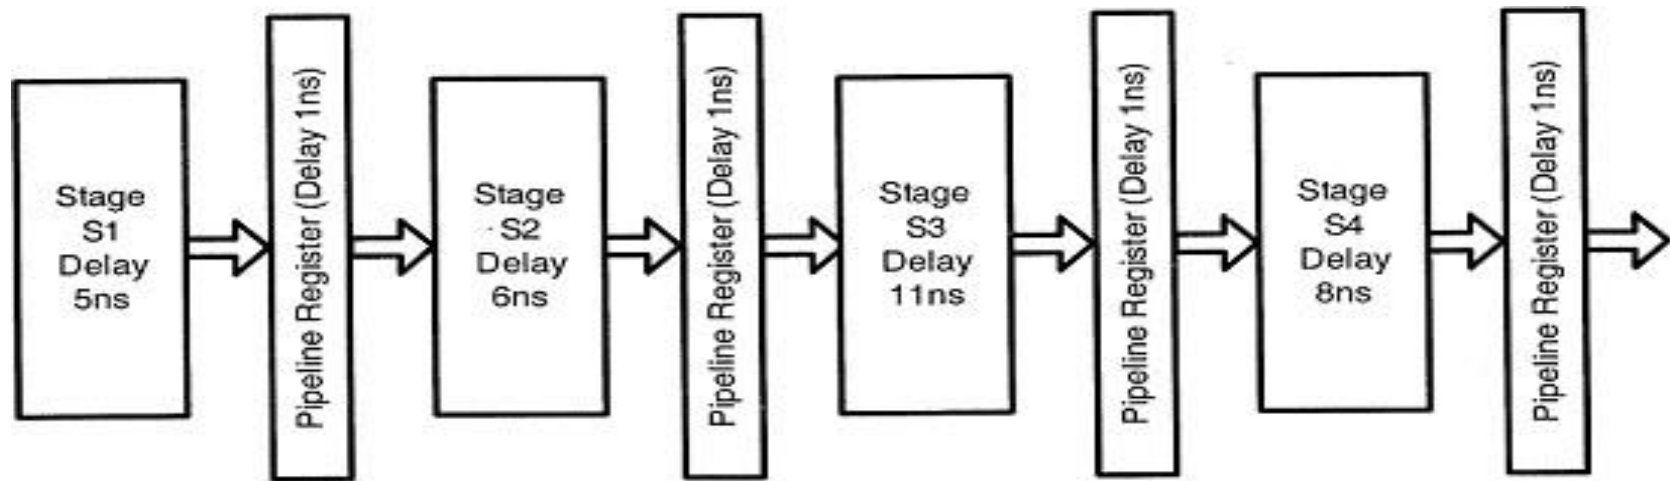 Stage
S1
Delay
5ns
Pipeline Register (Delay 1ns)
Stage
S2
Delay
6ns
Pipeline Register (Delay 1ns)
Stage
S3
Delay
11ns
Pipeline Register (Delay 1ns)
Stage
S4
Delay
8ns
Pipeline Register (Delay 1ns)